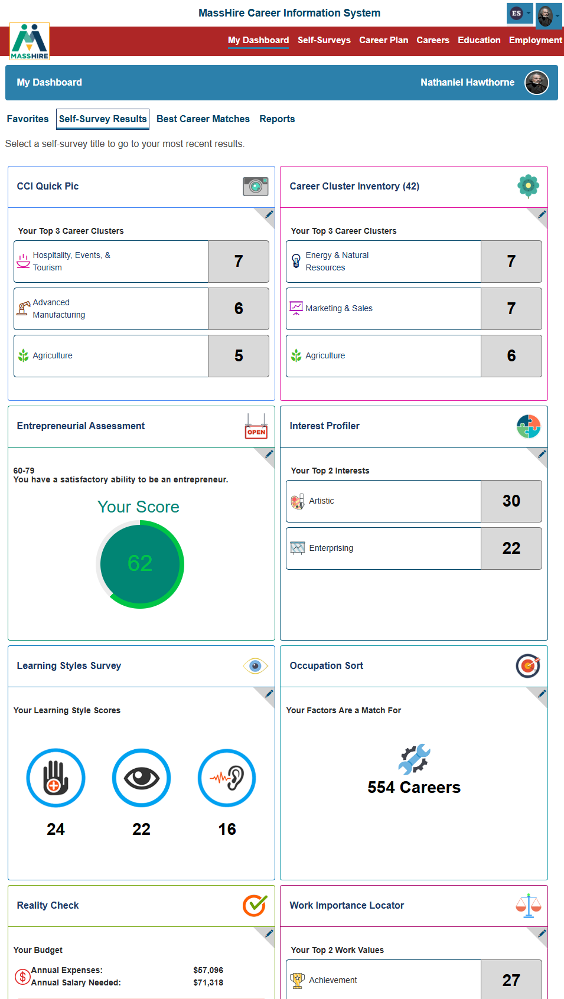 MassHire Career Information System
ES
MASSHIRE
My Dashboard Self-Surveys Career Plan Careers Education Employment
My Dashboard
Nathaniel Hawthorne
Favorites Self-Survey Results Best Career Matches Reports
Select a self-survey title to go to your most recent results.
CCI Quick Pic
Your Top 3 Career Clusters
Hospitality, Events, &
Tourism
7
Advanced
Manufacturing
6
Agriculture
5
Career Cluster Inventory (42)
Your Top 3 Career Clusters
Energy & Natural
Resources
7
Marketing & Sales
7
Agriculture
6
Entrepreneurial Assessment
OPEN
60-79
You have a satisfactory ability to be an entrepreneur.
Your Score
62
Interest Profiler
Your Top 2 Interests
Artistic
30
Enterprising
22
Learning Styles Survey
Your Learning Style Scores
24 22 16
Occupation Sort
Your Factors Are a Match For
554 Careers
Reality Check
Your Budget
Annual Expenses: $57,096
Annual Salary Needed: $71,318
Work Importance Locator
Your Top 2 Work Values
Achievement
27